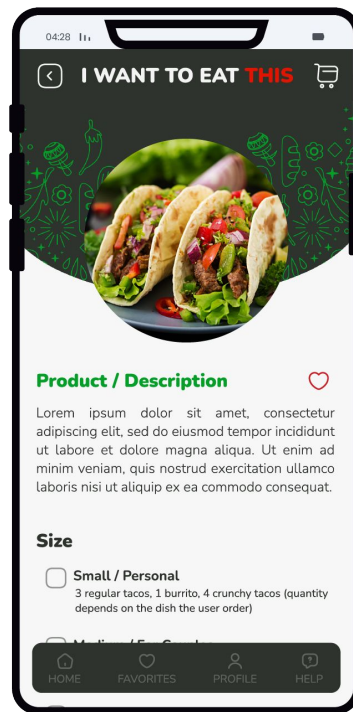 04:28
I WANT TO EAT THIS
Product / Description
Lorem ipsum dolor sit amet, consectetur
adipiscing elit, sed do eiusmod tempor incididunt
ut labore et dolore magna aliqua. Ut enim ad
minim veniam, quis nostrud exercitation ullamco
laboris nisi ut aliquip ex ea commodo consequat.
Size
Small / Personal
3 regular tacos, 1 burrito, 4 crunchy tacos (quantity
depends on the dish the user order)
HOME FAVORITES PROFILE HELP